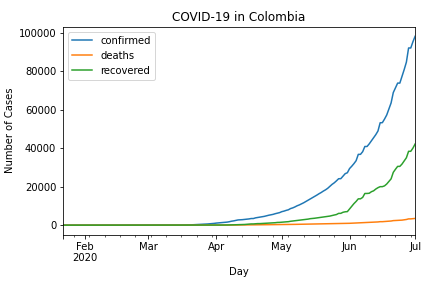 COVID-19 in Colombia
confirmed
deaths
recovered
100000
80000
60000
40000
20000
0
Number of Cases
Feb Mar Apr May Jun Jul
2020
Day